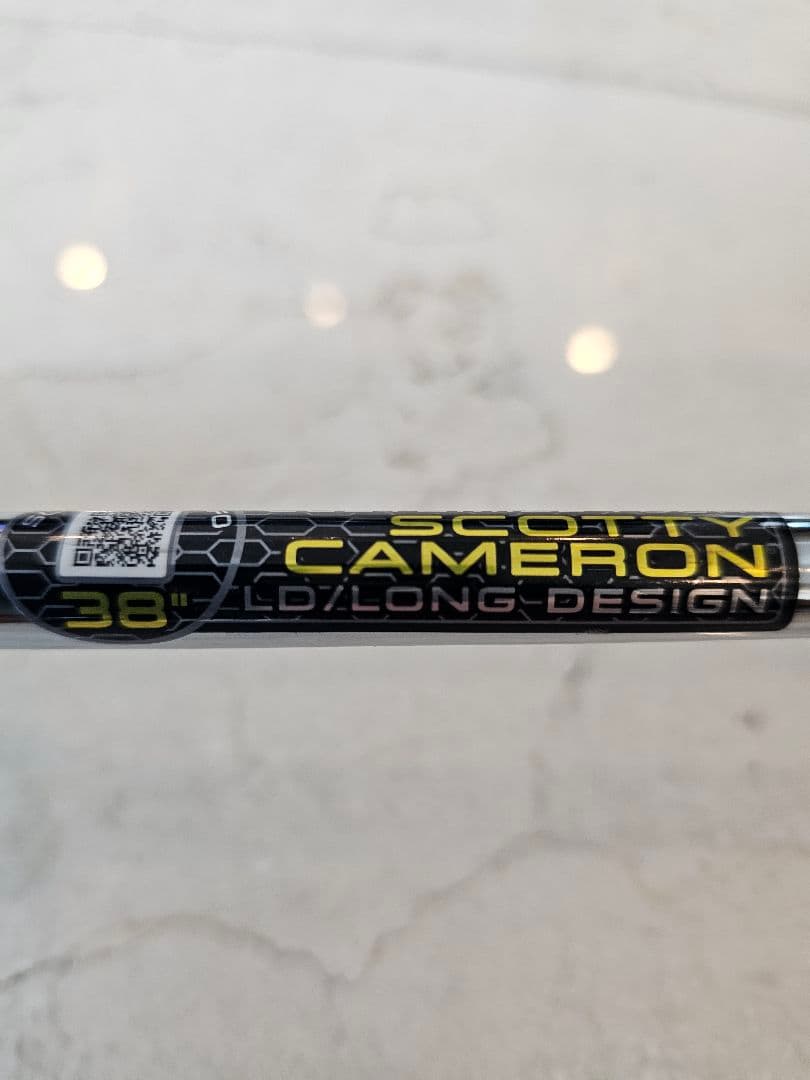 SCOTTY
CAMERON
LD/LONG DESIGN
38"